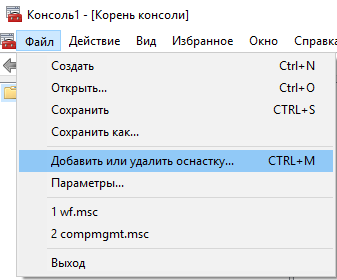 Консоль1 - [Корень консоли]
Файл Действие Вид Избранное Окно Справка
Создать Ctrl+N
Открыть... Ctrl+O
Сохранить CTRL+S
Сохранить как...
Добавить или удалить оснастку... CTRL+M
Параметры...
1 wf.msc
2 compmgmt.msc
Выход